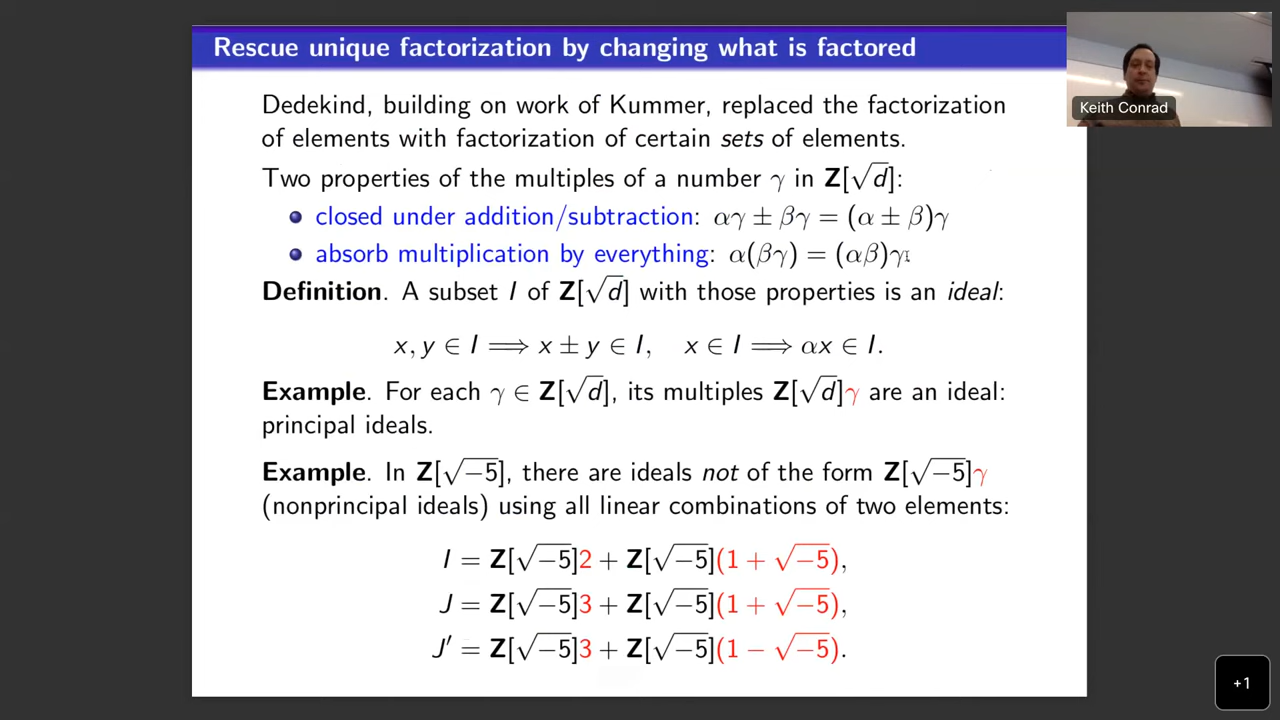 Rescue unique factorization by changing what is factored
Keith Conrad
Dedekind, building on work of Kummer, replaced the factorization
of elements with factorization of certain sets of elements.
Two properties of the multiples of a number γ in Z[√d]:
closed under addition/subtraction: αγ ± βγ = (α ± β)γ
absorb multiplication by everything: α(βγ) = (αβ)γ
Definition. A subset I of Z[√d] with those properties is an ideal:
x, y ∈ I ⟹ x ± y ∈ I, x ∈ I ⟹ αx ∈ I.
Example. For each γ ∈ Z[√d], its multiples Z[√d]γ are an ideal:
principal ideals.
Example. In Z[√−5], there are ideals not of the form Z[√−5]γ
(nonprincipal ideals) using all linear combinations of two elements:
I = Z[√−5]2 + Z[√−5](1 + √−5),
J = Z[√−5]3 + Z[√−5](1 + √−5),
J′ = Z[√−5]3 + Z[√−5](1 − √−5).
+1